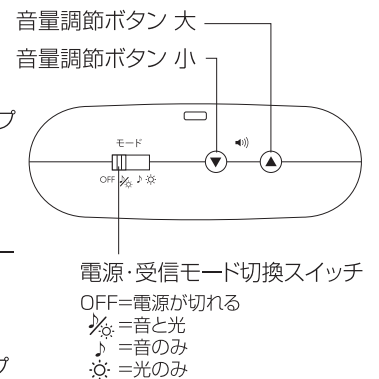 音量調節ボタン 大
音量調節ボタン 小
プ
モード
OFF ♪/☼ ♪ ☼
電源・受信モード切換スイッチ
OFF=電源が切れる
♪/☼=音と光
♪ =音のみ
☼ =光のみ
プ